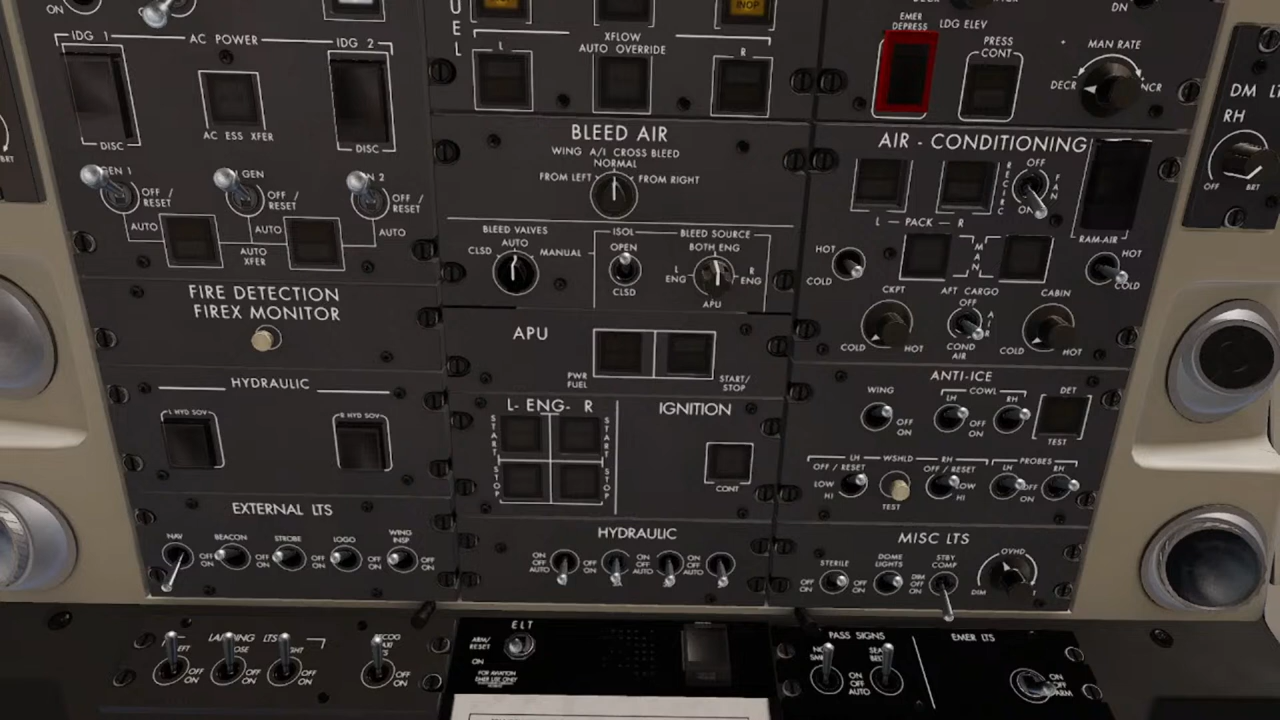 ON
IDG 1
AC POWER
IDG 2
DISC
AC ESS XFER
DISC
GEN 1
OFF / RESET
GEN
OFF / RESET
OFF / RESET
AUTO
AUTO
XFER
AUTO
FIRE DETECTION
FIREX MONITOR
HYDRAULIC
L HYD SOV
R HYD SOV
EXTERNAL LTS
NAV
BEACON
STROBE
LOGO
WING INSP
OFF
ON
OFF
ON
OFF
ON
OFF
ON
OFF
ON
OFF
ON
OFF
ON
OFF
ON
OFF
ON
INOP
XFLOW
AUTO OVERRIDE
L
R
BLEED AIR
WING A/I CROSS BLEED
NORMAL
FROM LEFT
FROM RIGHT
BLEED VALVES
AUTO
CLSD
MANUAL
ISOL
OPEN
CLSD
BLEED SOURCE
BOTH ENG
L ENG
R ENG
APU
APU
PWR FUEL
START/
STOP
L- ENG- R
START
START
STOP
STOP
IGNITION
CONT
HYDRAULIC
ON
OFF
AUTO
OFF
ON
ON
OFF
AUTO
ON
OFF
AUTO
ELT
ARM/
RESET
ON
FOR AVIATION
EMER USE ONLY
EMER
DEPRESS
LDG ELEV
PRESS
CONT
DN
MAN RATE
DECR
AIR - CONDITIONING
OFF
RECIRC
FAN
ON
L - PACK - R
MAN
RAM-AIR
HOT
COLD
HOT
COLD
CKPT
AFT CARGO
OFF
AIR
COND
AIR
CABIN
COLD
HOT
COLD
HOT
ANTI-ICE
WING
COWL
LH
RH
DET
TEST
OFF
ON
OFF
ON
OFF
ON
LH
WSHLD
RH
PROBES
LH
RH
OFF / RESET
LOW
HI
TEST
OFF / RESET
LOW
HI
OFF
ON
MISC LTS
STERILE
DOME
LIGHTS
STBY
COMP
OVHD
OFF
ON
OFF
ON
DIM
OFF
ON
DIM
PASS SIGNS
EMER LTS
ON
OFF
AUTO
ON
OFF
ARM
RH
OFF
BRT
BRT